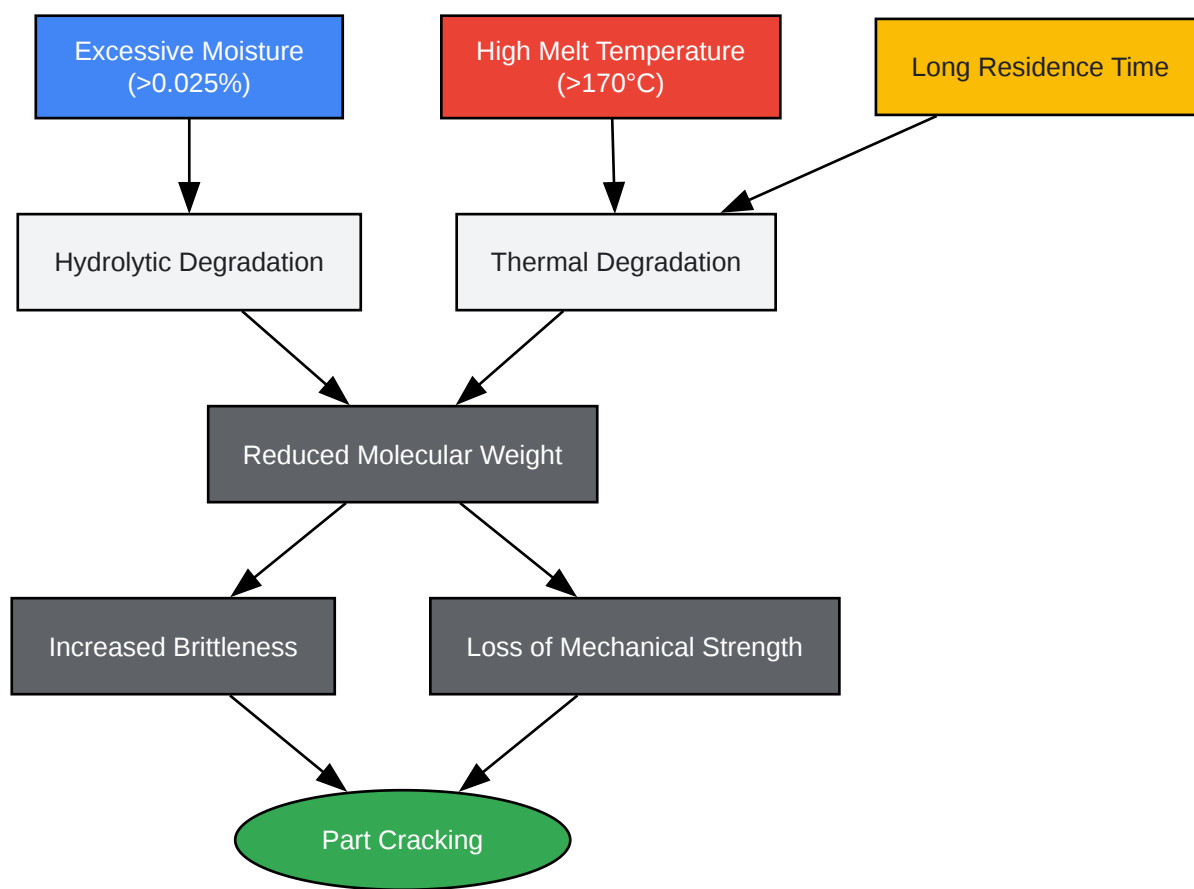 Excessive Moisture
(>0.025%)
High Melt Temperature
(>170°C)
Long Residence Time
Hydrolytic Degradation
Thermal Degradation
Reduced Molecular Weight
Increased Brittleness
Loss of Mechanical Strength
Part Cracking